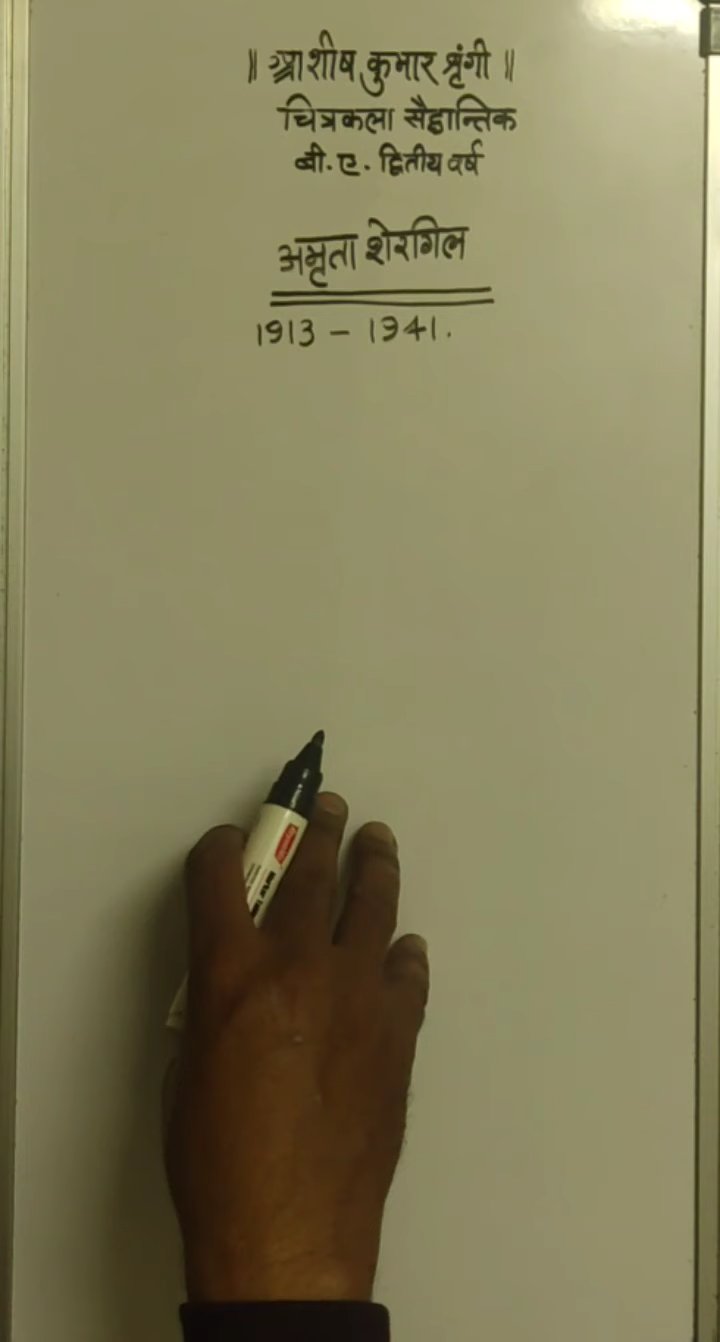 ॥ आशीष कुमार श्रृंगी ॥
चित्रकला सैद्धान्तिक
बी. ए. द्वितीय वर्ष
अमृता शेरगिल
1913 - 1941.